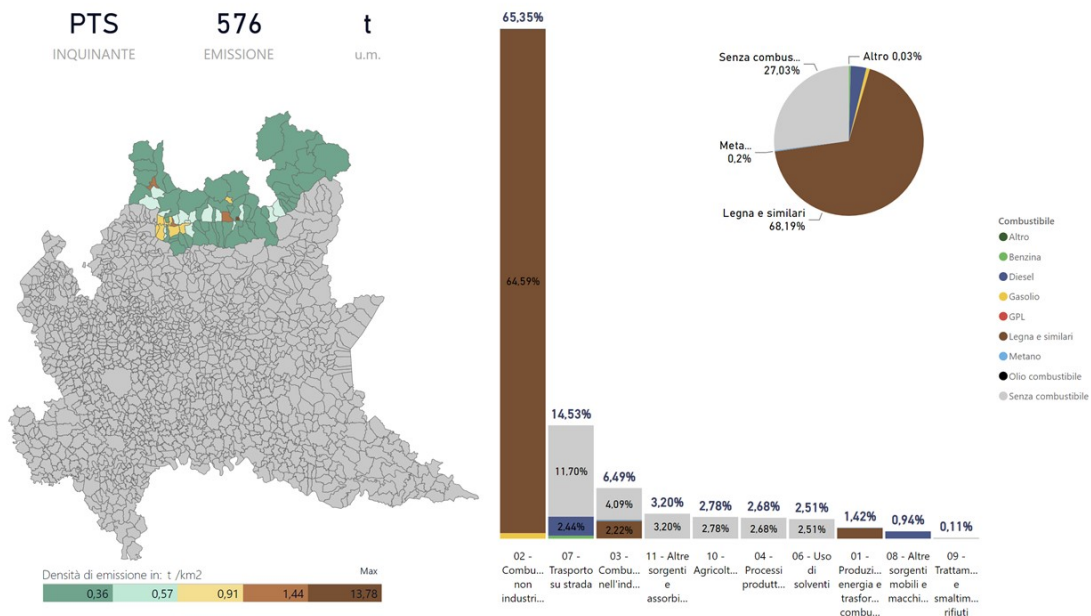 PTS
576
t
INQUINANTE
EMISSIONE
u.m.
Densità di emissione in: t /km2
Max
0,36
0,57
0,91
1,44
13,78
65,35%
64,59%
14,53%
11,70%
2,44%
6,49%
4,09%
2,22%
3,20%
3,20%
2,78%
2,78%
2,68%
2,68%
2,51%
2,51%
1,42%
0,94%
0,11%
02 -
Combu...
non
industri...
07 -
Trasporto
su strada
03 -
Combu...
nell'ind...
11 - Altre
sorgenti
e
assorbi...
10 -
Agricolt...
04 -
Processi
produtt...
06 - Uso
di
solventi
01 -
Produzi...
energia e
trasfor...
combu...
08 - Altre
sorgenti
mobili e
macchi...
09 -
Trattam...
e
smaltim...
rifiuti
Senza combus...
27,03%
Altro 0,03%
Meta...
0,2%
Legna e similari
68,19%
Combustibile
Altro
Benzina
Diesel
Gasolio
GPL
Legna e similari
Metano
Olio combustibile
Senza combustibile